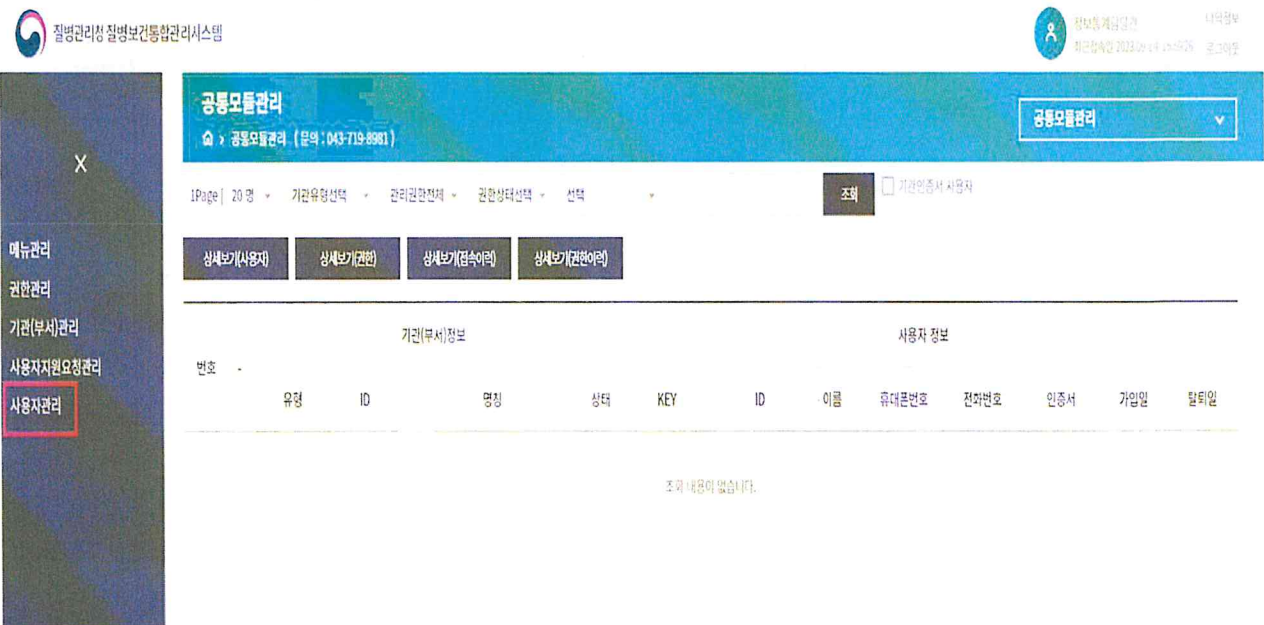 질병관리청 질병보건통합관리시스템
로그아웃
공통모듈관리
공통모듈관리 (문의 : 043-719-8981)
공통모듈관리
X
1Page | 20 명 기관유형선택 관리권한전체 권한상태선택 선택 조회 기관인증서 사용자
상세보기(사용자) 상세보기(권한) 상세보기(접속이력) 상세보기(권한이력)
메뉴관리
권한관리
기관(부서)관리
사용자지원요청관리
사용자관리
기관(부서)정보 사용자 정보
번호
유형 ID 명칭 상태 KEY ID 이름 휴대폰번호 전화번호 인증서 가입일 탈퇴일
조회 내용이 없습니다.